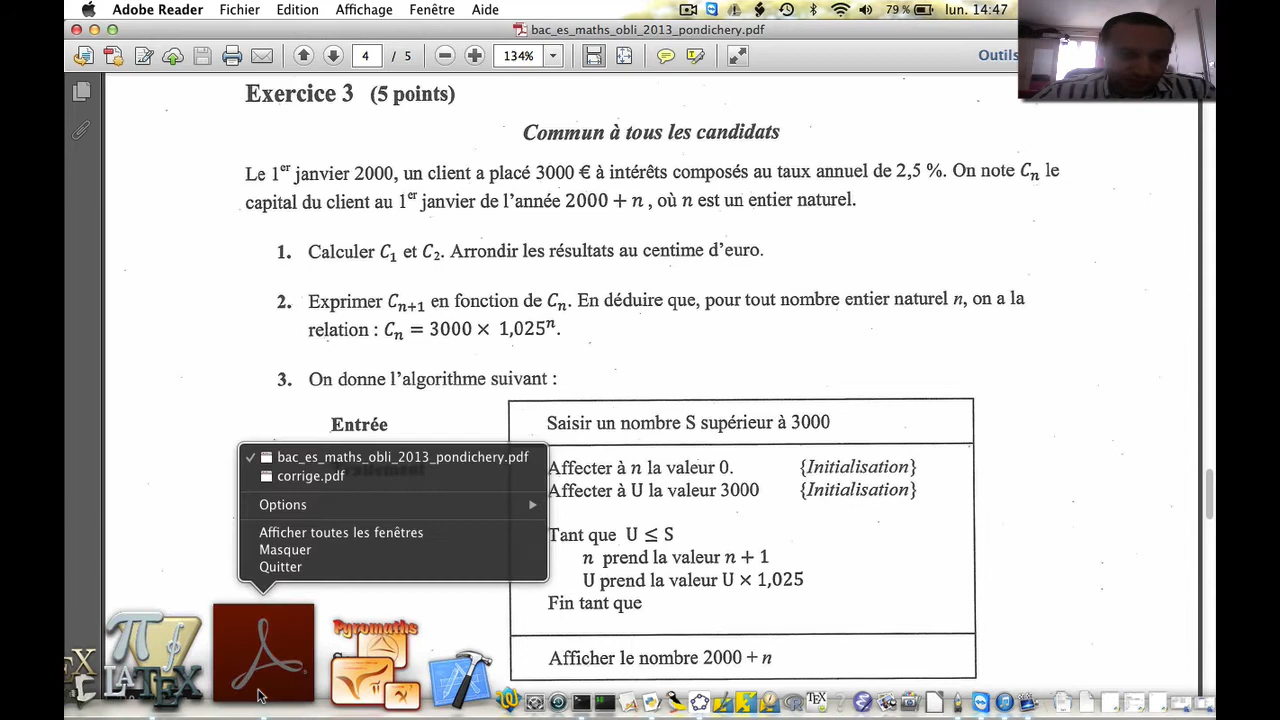 Adobe Reader Fichier Edition Affichage Fenêtre Aide 79 % lun. 14:47
bac_es_maths_obli_2013_pondichery.pdf
4 / 5 134% Outils
Exercice 3 (5 points)
Commun à tous les candidats
Le 1er janvier 2000, un client a placé 3000 € à intérêts composés au taux annuel de 2,5 %. On note Cn le
capital du client au 1er janvier de l'année 2000 + n , où n est un entier naturel.
1. Calculer C1 et C2. Arrondir les résultats au centime d'euro.
2. Exprimer Cn+1 en fonction de Cn. En déduire que, pour tout nombre entier naturel n, on a la
relation : Cn = 3000 × 1,025^n.
3. On donne l'algorithme suivant :
Entrée
Saisir un nombre S supérieur à 3000
Affecter à n la valeur 0. {Initialisation}
Affecter à U la valeur 3000 {Initialisation}
Tant que U ≤ S
n prend la valeur n + 1
U prend la valeur U × 1,025
Fin tant que
Afficher le nombre 2000 + n
bac_es_maths_obli_2013_pondichery.pdf
corrige.pdf
Options
Afficher toutes les fenêtres
Masquer
Quitter
LATEX
Pyromaths